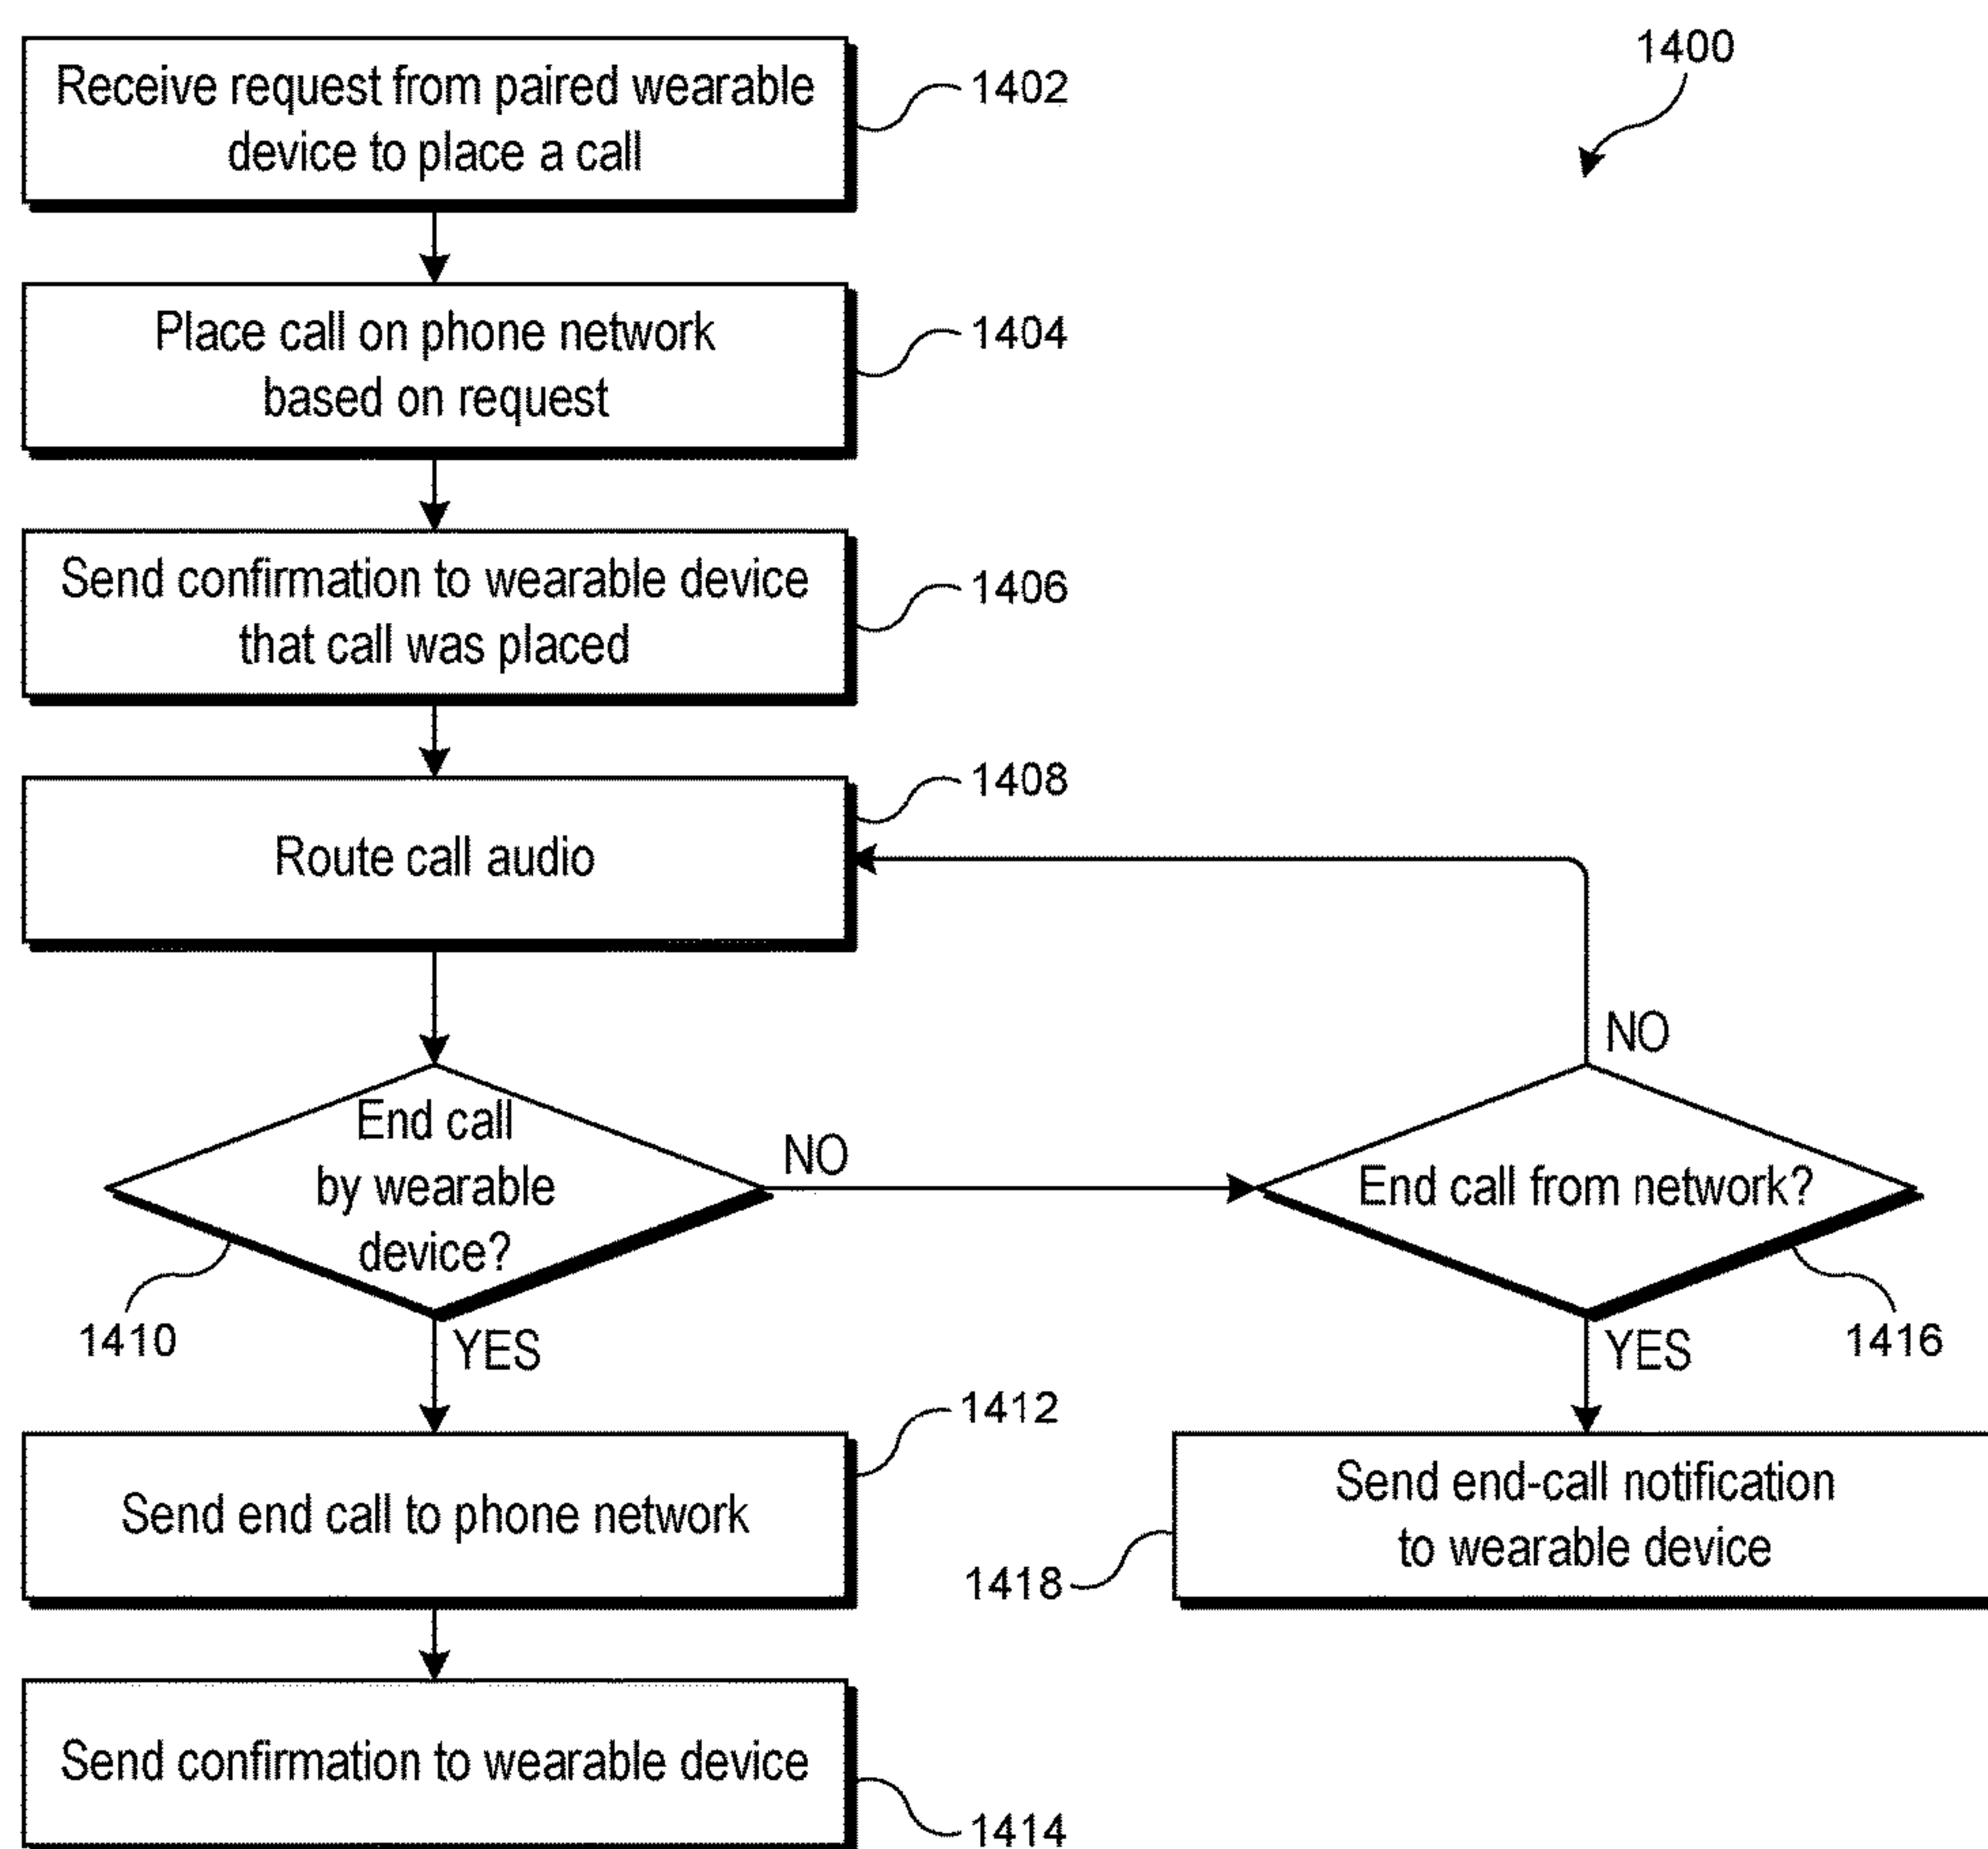 1400
Receive request from paired wearable
device to place a call
1402
Place call on phone network
based on request
1404
Send confirmation to wearable device
that call was placed
1406
Route call audio
1408
End call
by wearable
device?
1410
NO
YES
End call from network?
1416
NO
YES
Send end call to phone network
1412
Send end-call notification
to wearable device
1418
Send confirmation to wearable device
1414